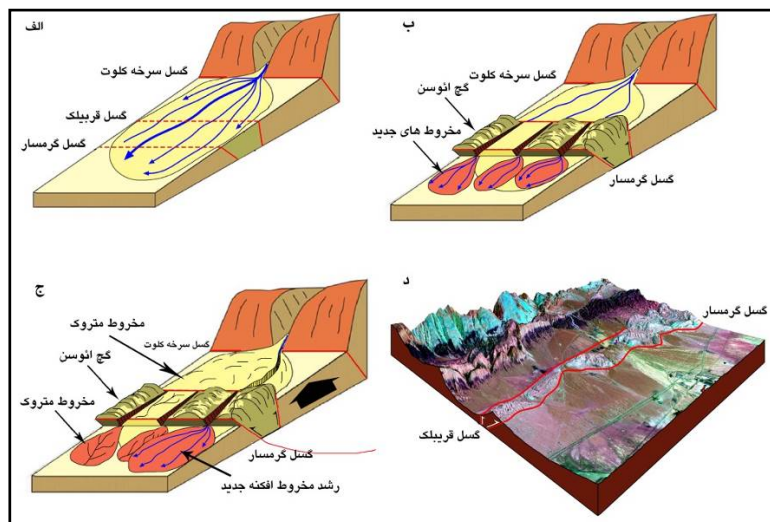 الف
گسل سرخه کلوت
گسل قربیلک
گسل گرمسار
ب
گسل سرخه کلوت
گچ ائوسن
مخروط های جدید
گسل گرمسار
ج
مخروط متروک
گسل سرخه کلوت
گچ ائوسن
مخروط متروک
گسل گرمسار
رشد مخروط افکنه جدید
د
گسل گرمسار
گسل قریبلک